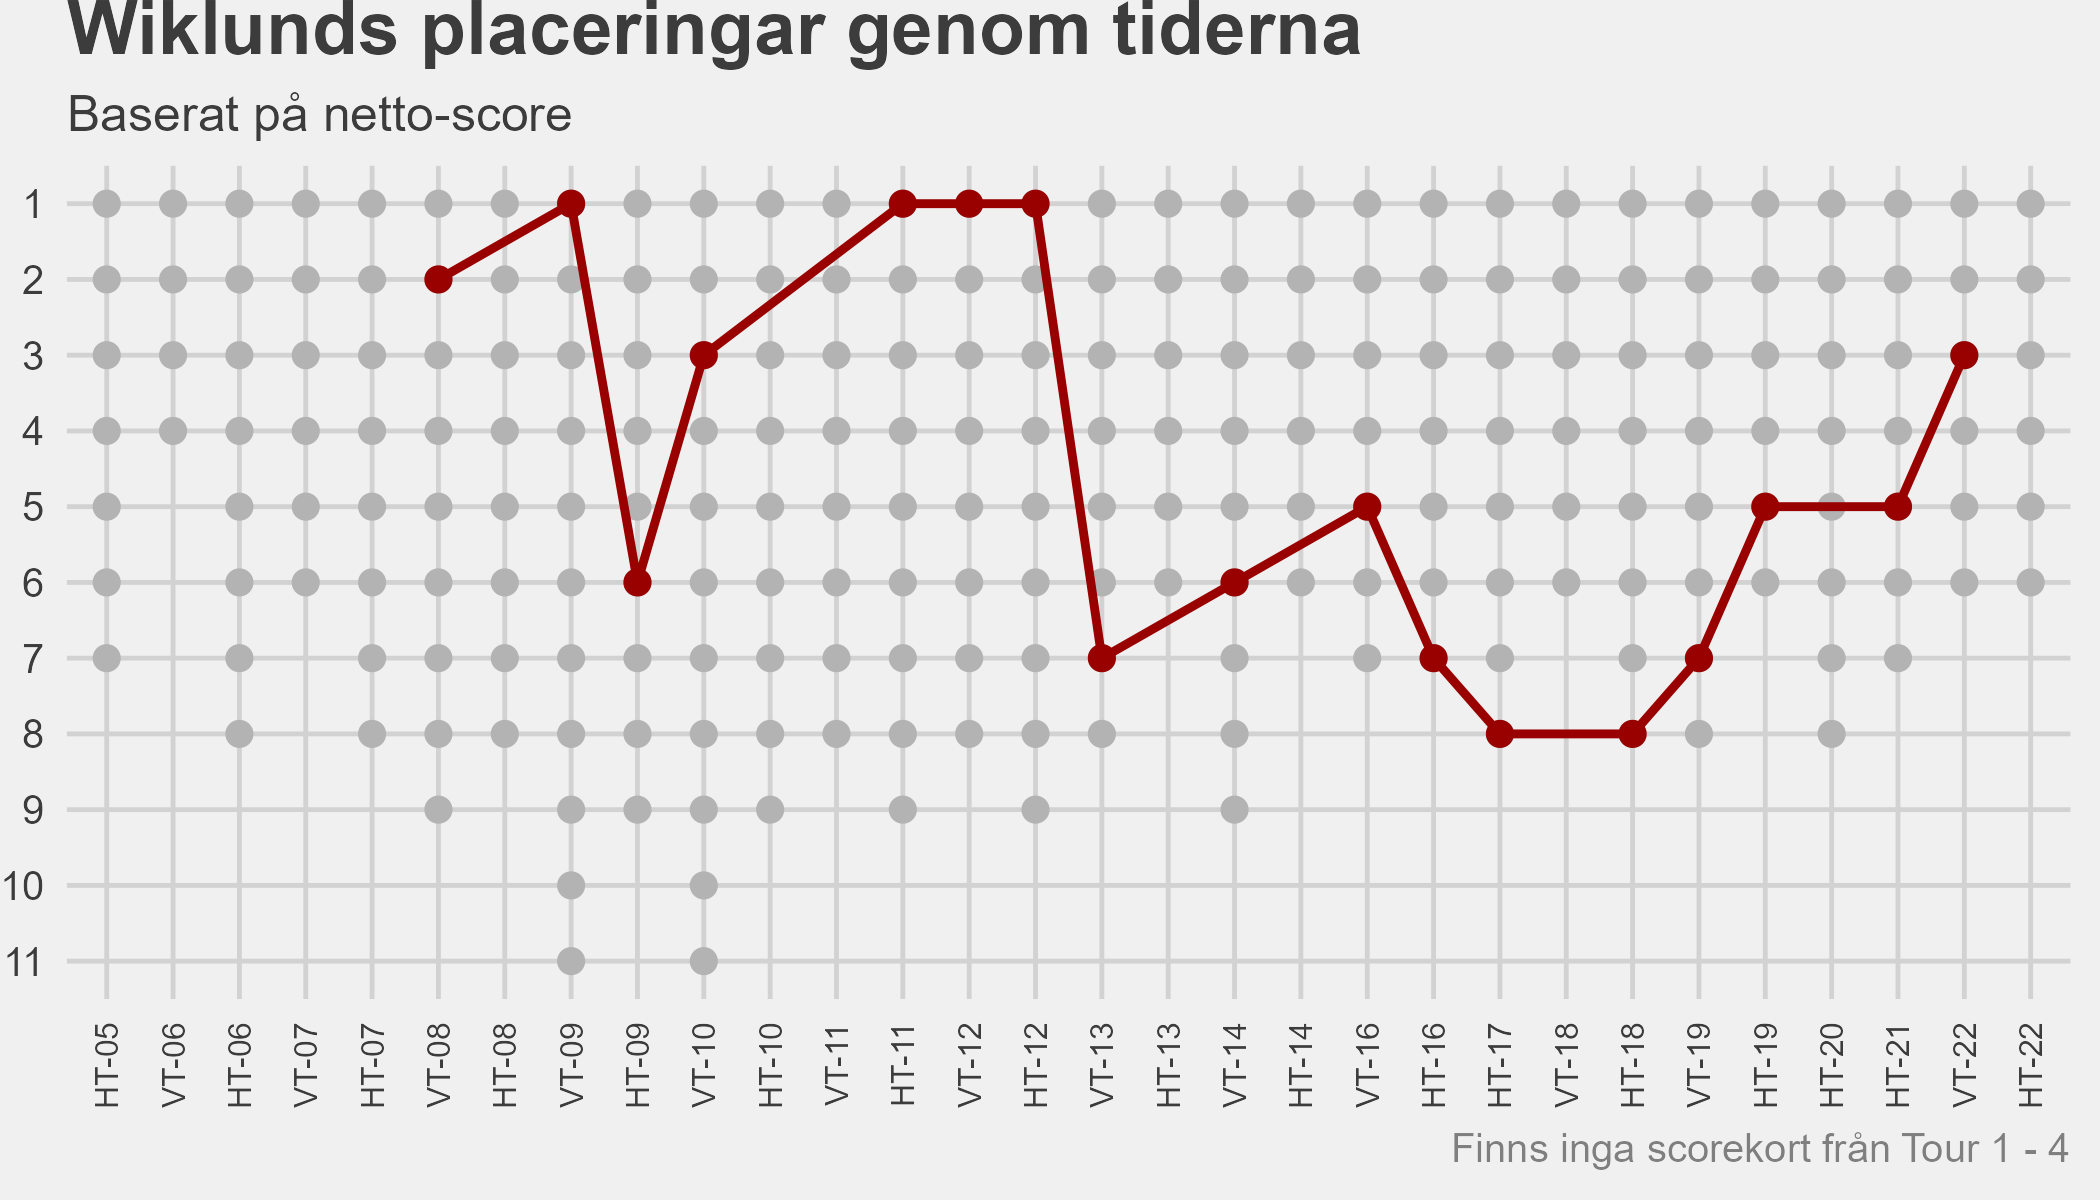 Wiklunds placeringar genom tiderna
Baserat på netto-score
1
2
3
4
5
6
7
8
9
10
11
HT-05
VT-06
HT-06
VT-07
HT-07
VT-08
HT-08
VT-09
HT-09
VT-10
HT-10
VT-11
HT-11
VT-12
HT-12
VT-13
HT-13
VT-14
HT-14
VT-16
HT-16
HT-17
VT-18
HT-18
VT-19
HT-19
HT-20
HT-21
VT-22
HT-22
Finns inga scorekort från Tour 1 - 4